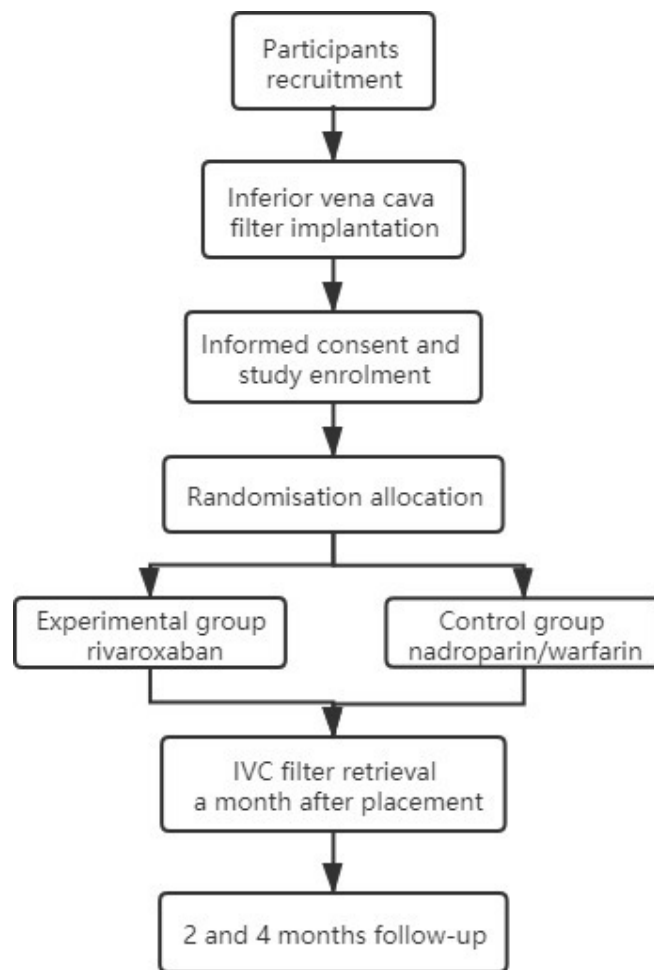 Participants
recruitment
Inferior vena cava
filter implantation
Informed consent and
study enrolment
Randomisation allocation
Experimental group
rivaroxaban
Control group
nadroparin/warfarin
IVC filter retrieval
a month after placement
2 and 4 months follow-up